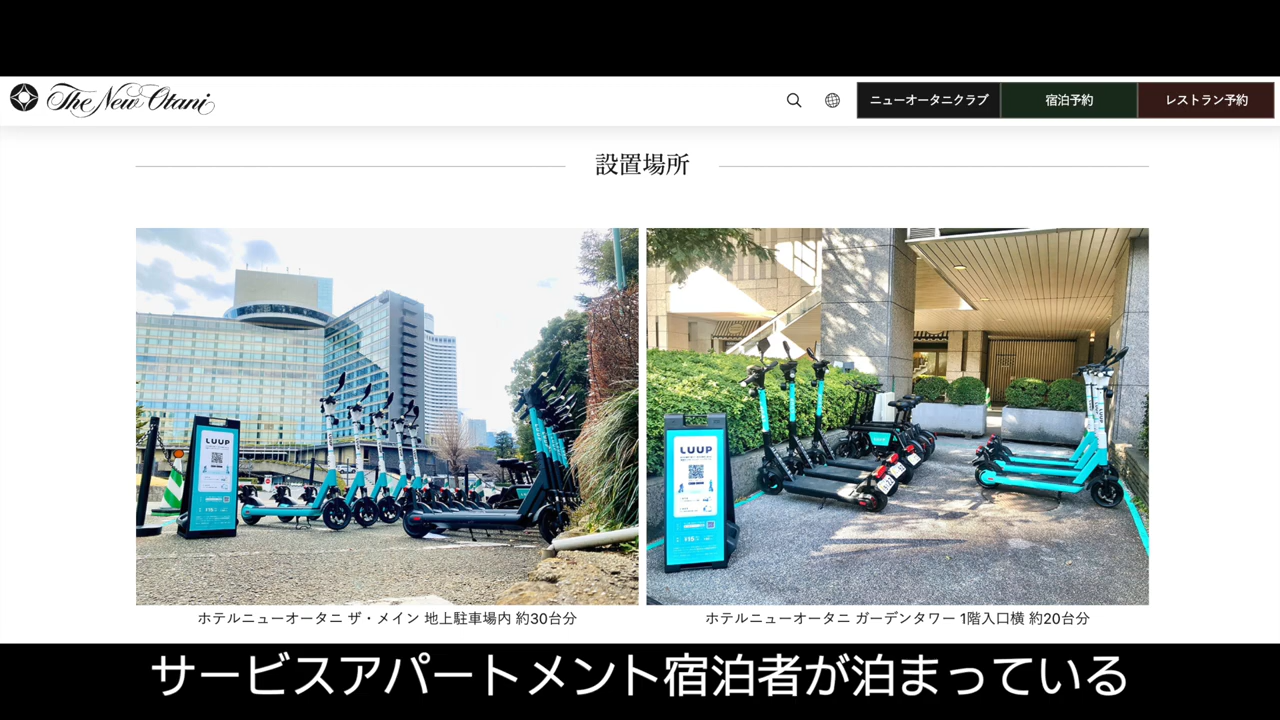 The New Otani
ニューオータニクラブ
宿泊予約
レストラン予約
設置場所
LUUP
LUUP
ホテルニューオータニ ザ・メイン 地上駐車場内 約30台分
ホテルニューオータニ ガーデンタワー 1階入口横 約20台分
サービスアパートメント宿泊者が泊まっている